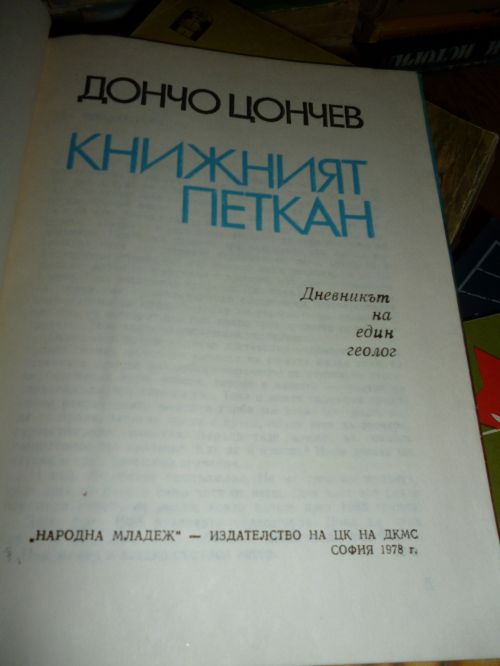 ДОНЧО ЦОНЧЕВ
КНИЖНИЯТ
ПЕТКАН
Дневникът
на
един
геолог
„НАРОДНА МЛАДЕЖ“ — ИЗДАТЕЛСТВО НА ЦК НА ДКМС
СОФИЯ 1978 г.